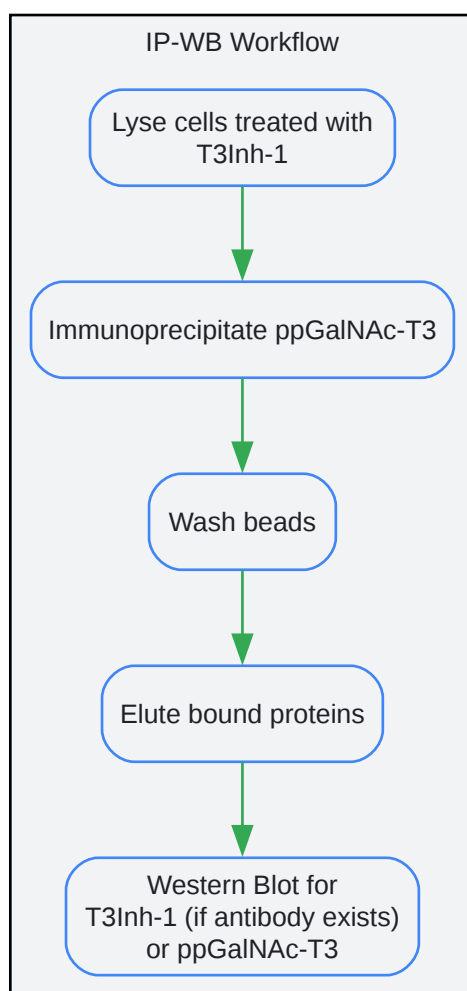 IP-WB Workflow
Lyse cells treated with
T3Inh-1
Immunoprecipitate ppGalNAc-T3
Wash beads
Elute bound proteins
Western Blot for
T3Inh-1 (if antibody exists)
or ppGalNAc-T3